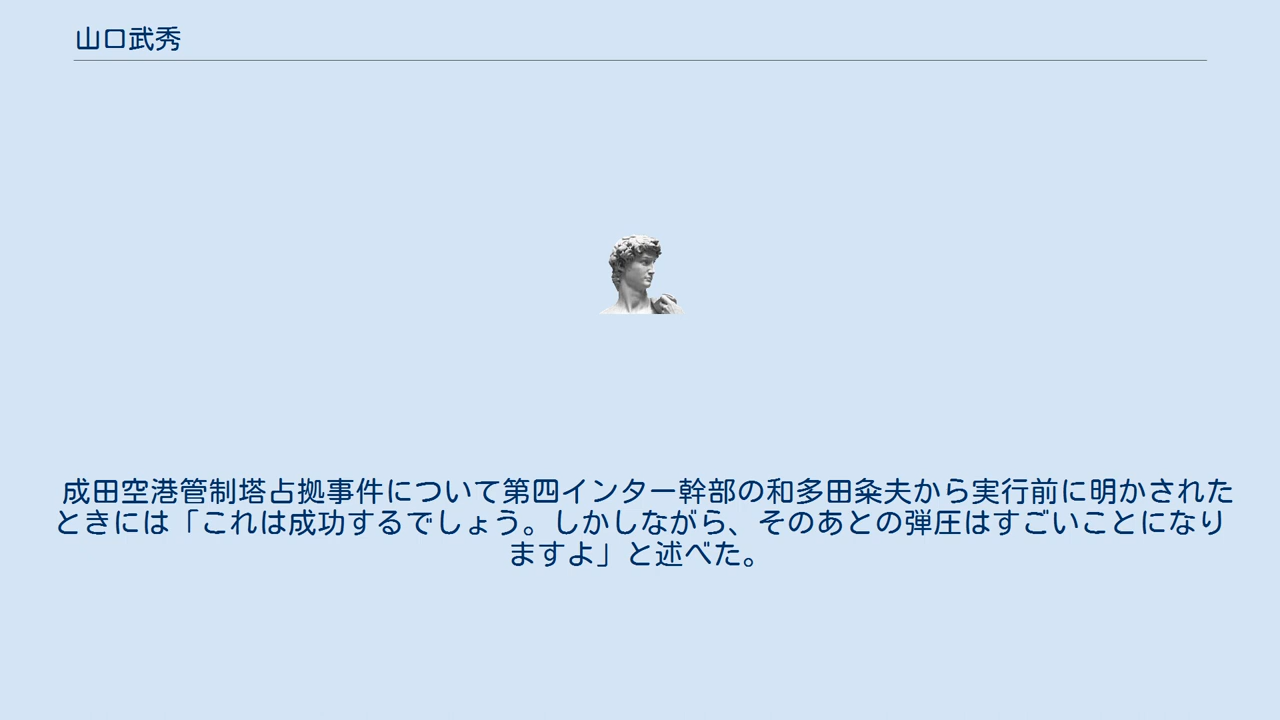 山口武秀
成田空港管制塔占拠事件について第四インター幹部の和多田粂夫から実行前に明かされた
ときには「これは成功するでしょう。しかしながら、そのあとの弾圧はすごいことになり
ますよ」と述べた。